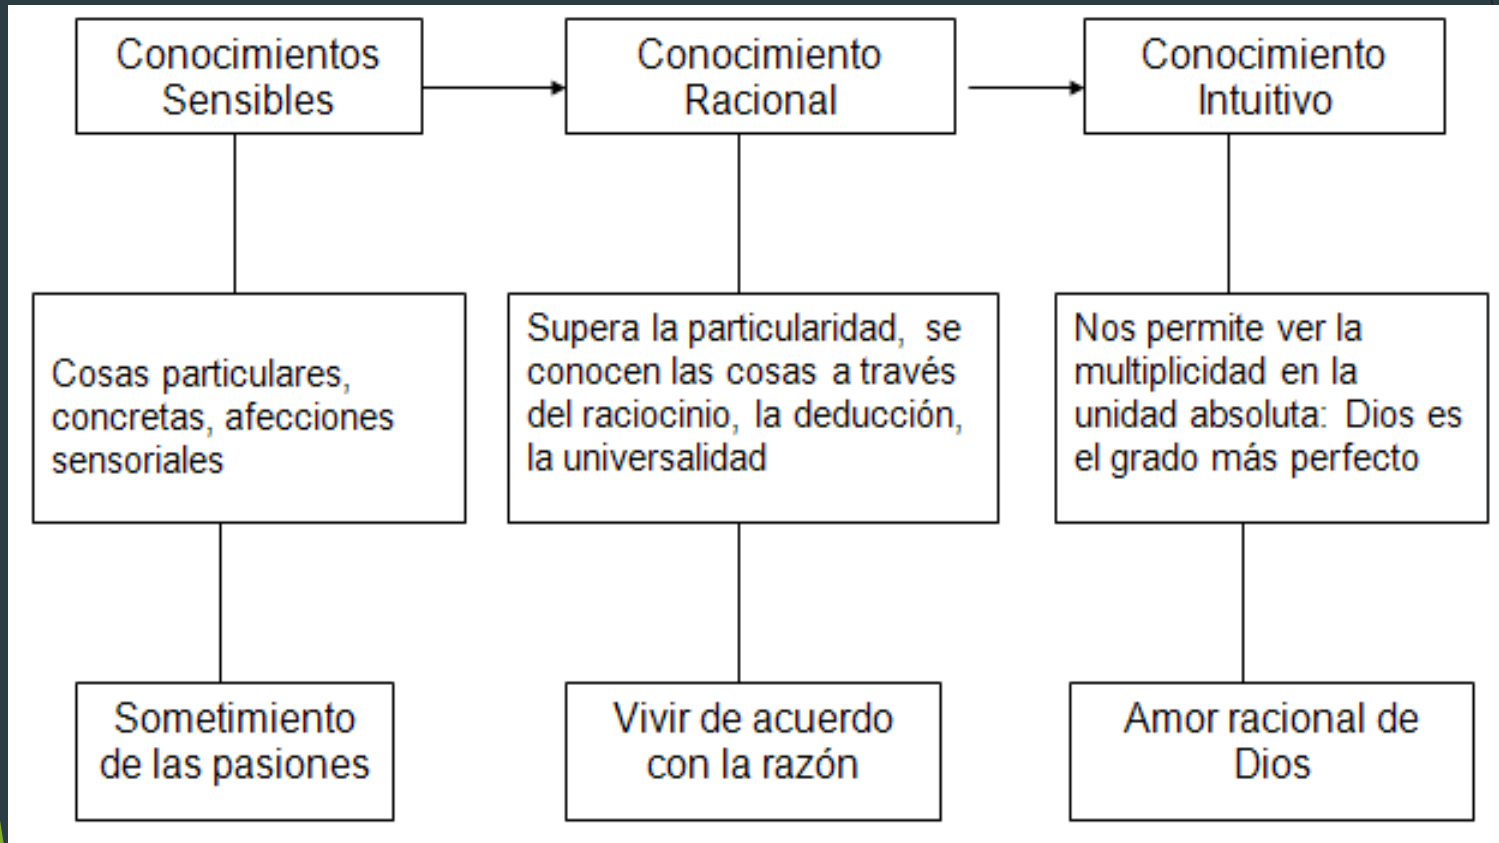 Conocimientos
Sensibles
Conocimiento
Racional
Conocimiento
Intuitivo
Cosas particulares,
concretas, afecciones
sensoriales
Supera la particularidad, se
conocen las cosas a través
del raciocinio, la deducción,
la universalidad
Nos permite ver la
multiplicidad en la
unidad absoluta: Dios es
el grado más perfecto
Sometimiento
de las pasiones
Vivir de acuerdo
con la razón
Amor racional de
Dios